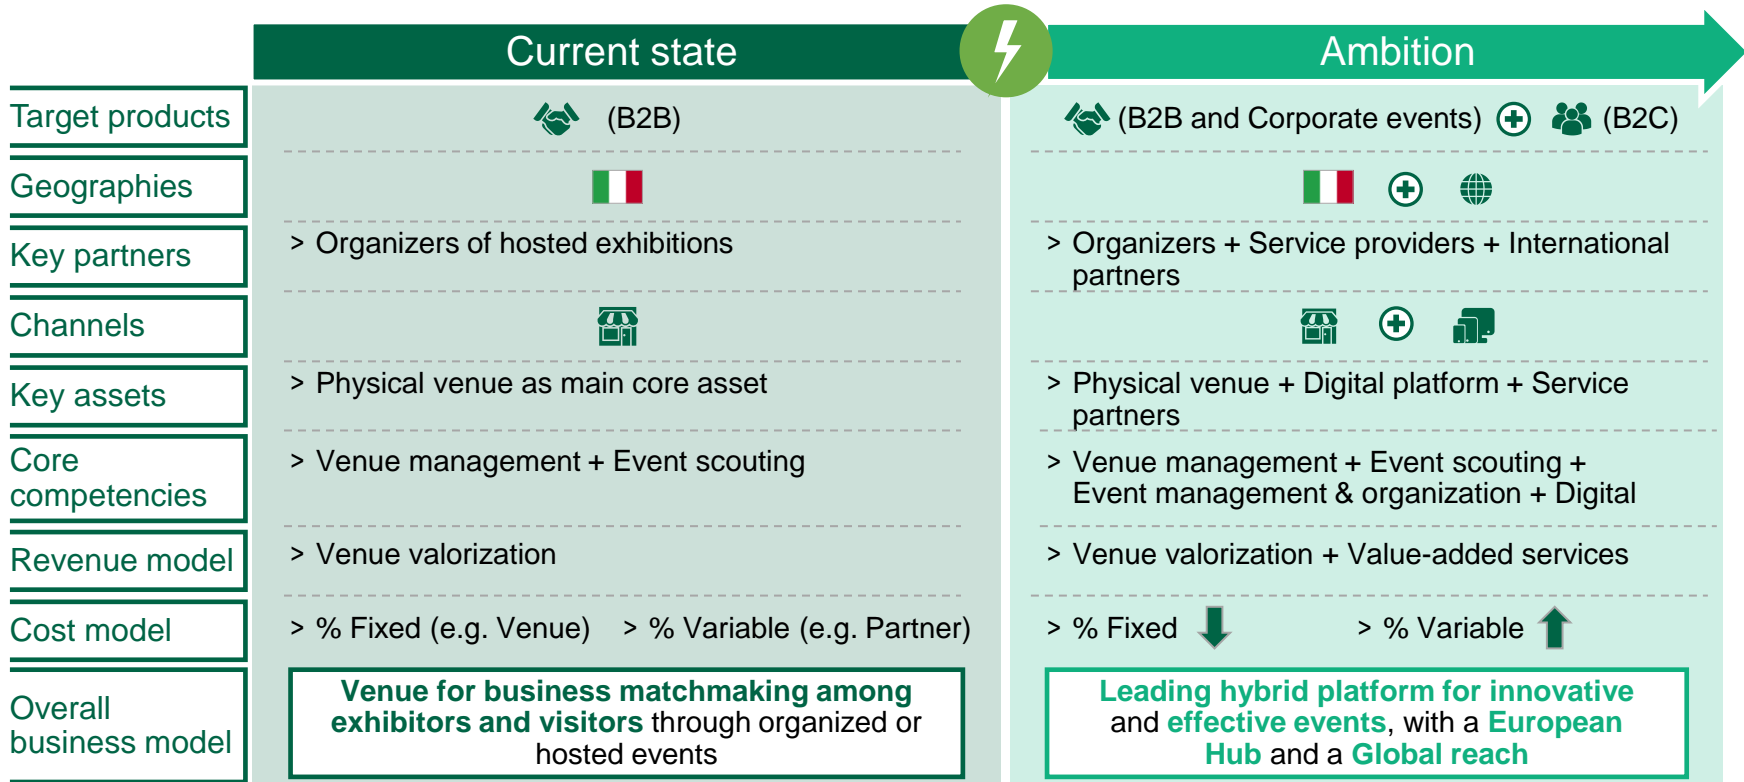 Current state
Ambition
Target products
(B2B)
(B2B and Corporate events)
(B2C)
Geographies
Key partners
> Organizers of hosted exhibitions
> Organizers + Service providers + International
partners
Channels
Key assets
> Physical venue as main core asset
> Physical venue + Digital platform + Service
partners
Core
competencies
> Venue management + Event scouting
> Venue management + Event scouting +
Event management & organization + Digital
Revenue model
> Venue valorization
> Venue valorization + Value-added services
Cost model
> % Fixed (e.g. Venue)
> % Variable (e.g. Partner)
> % Fixed
> % Variable
Overall
business model
Venue for business matchmaking among
exhibitors and visitors through organized or
hosted events
Leading hybrid platform for innovative
and effective events, with a European
Hub and a Global reach